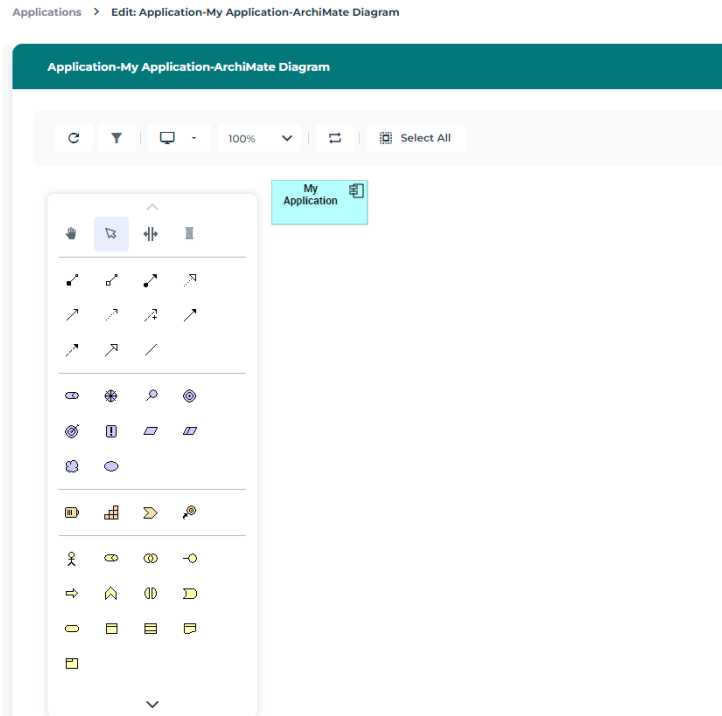 Applications > Edit: Application-My Application-ArchiMate Diagram
Application-My Application-ArchiMate Diagram
100%
Select All
My
Application